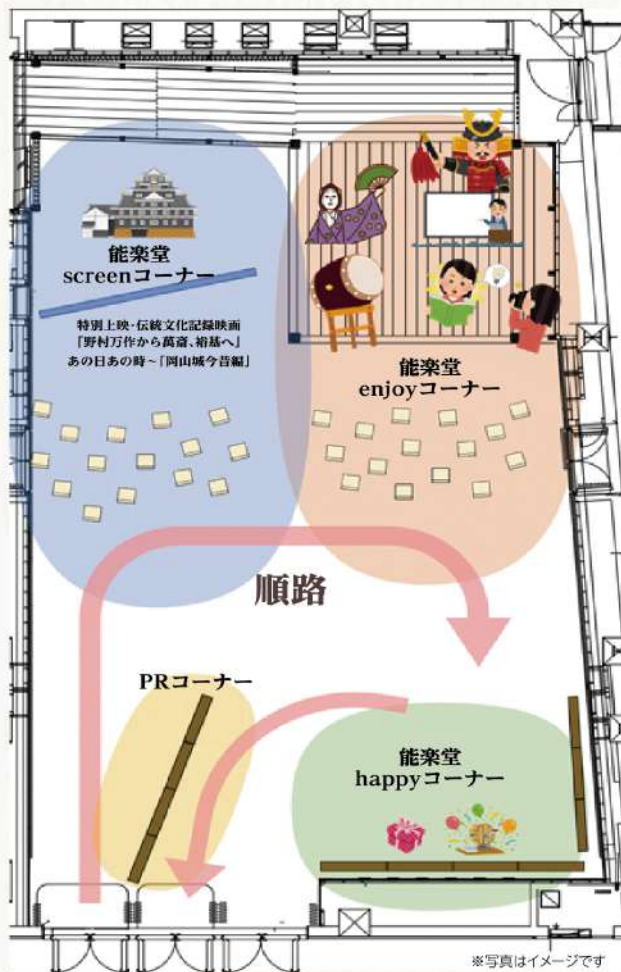 能楽堂
screenコーナー
特別上映・伝統文化記録映画
『野村万作から萬斎、裕基へ』
あの日あの時~「岡山城今昔編」
能楽堂
enjoyコーナー
順路
PRコーナー
能楽堂
happyコーナー
※写真はイメージです